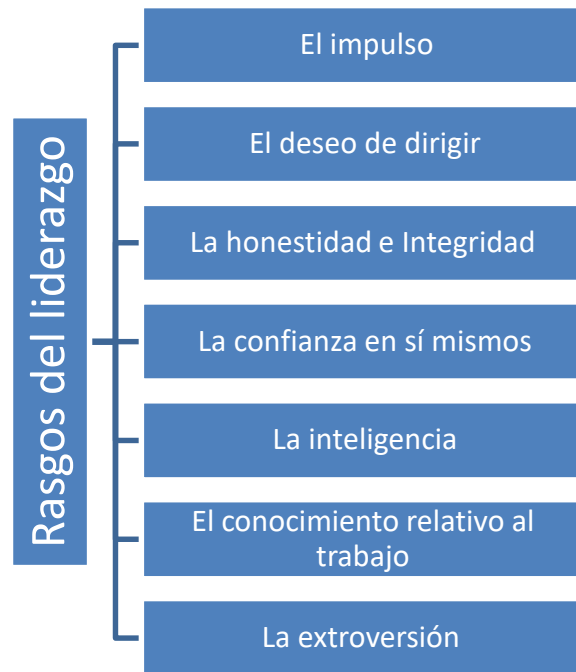 Rasgos del liderazgo
El impulso
El deseo de dirigir
La honestidad e Integridad
La confianza en sí mismos
La inteligencia
El conocimiento relativo al
trabajo
La extroversión